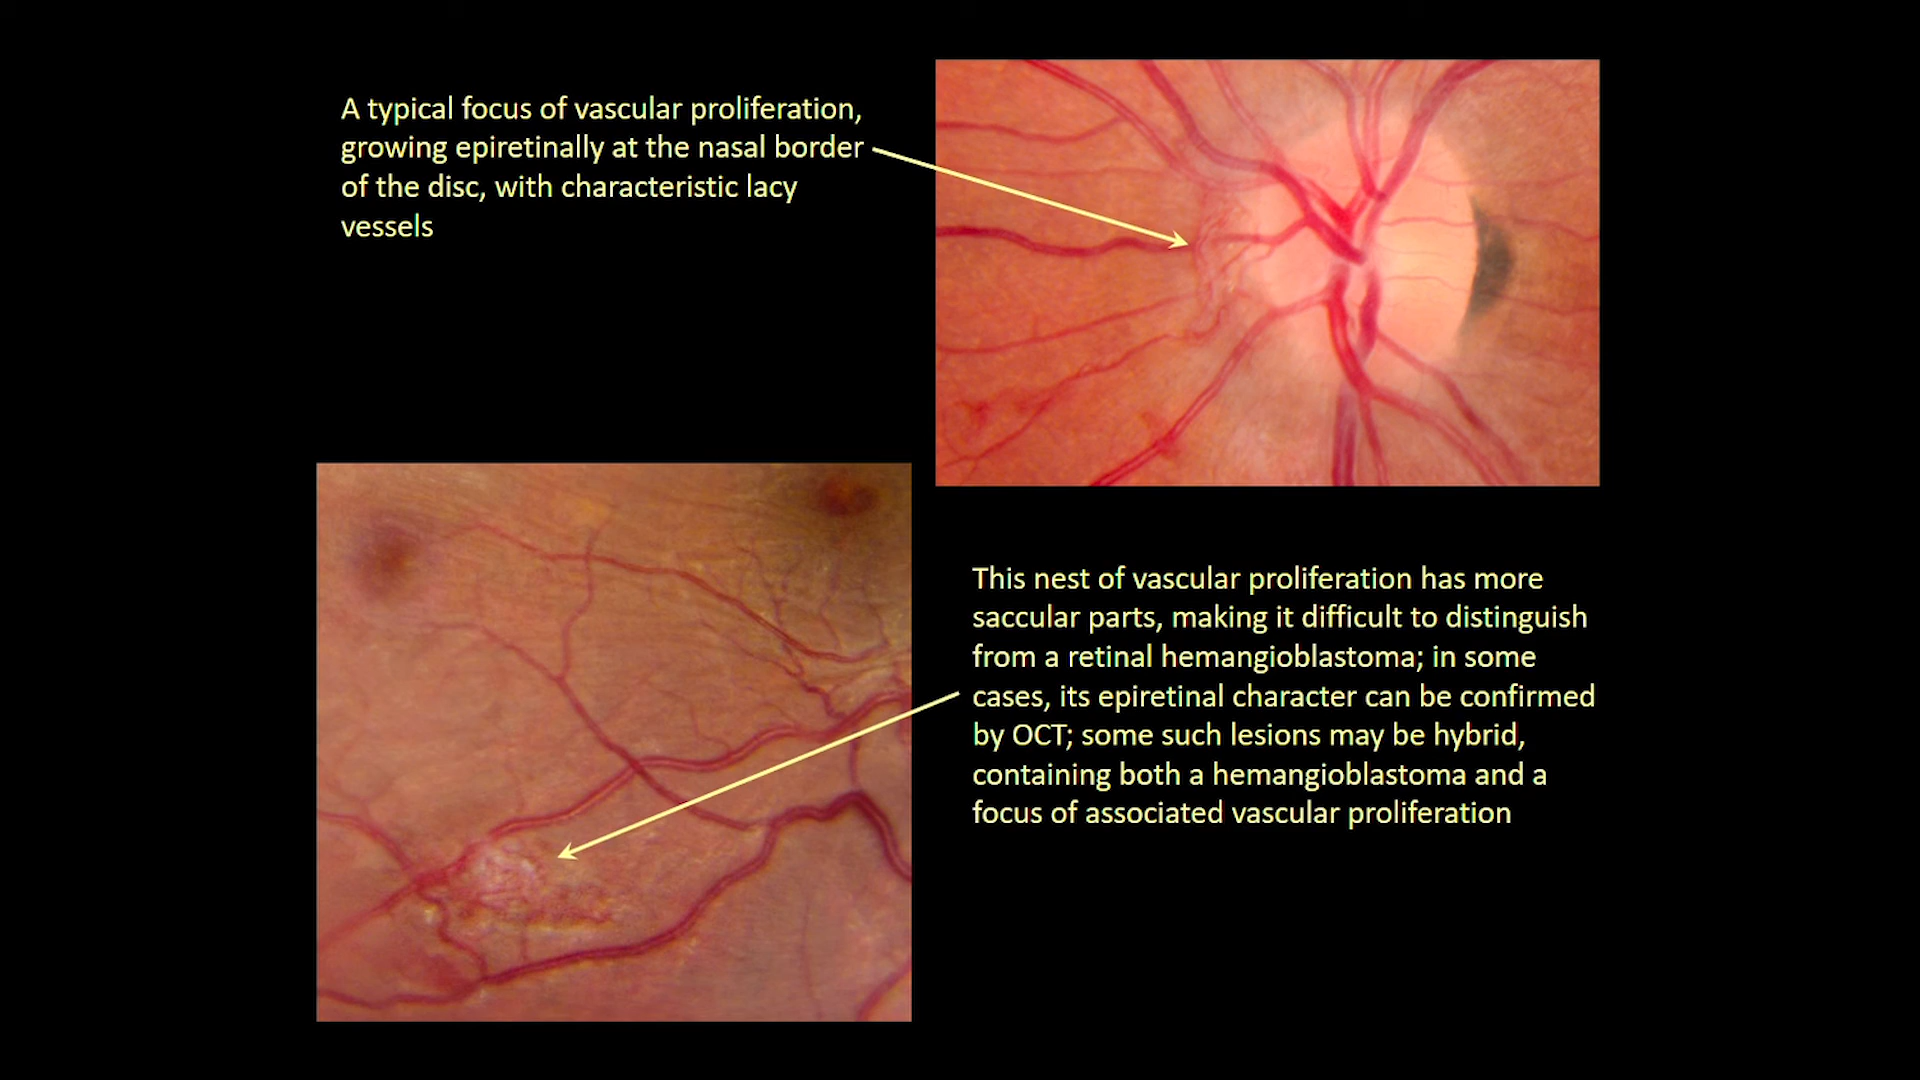 A typical focus of vascular proliferation,
growing epiretinally at the nasal border
of the disc, with characteristic lacy
vessels
This nest of vascular proliferation has more
saccular parts, making it difficult to distinguish
from a retinal hemangioblastoma; in some
cases, its epiretinal character can be confirmed
by OCT; some such lesions may be hybrid,
containing both a hemangioblastoma and a
focus of associated vascular proliferation